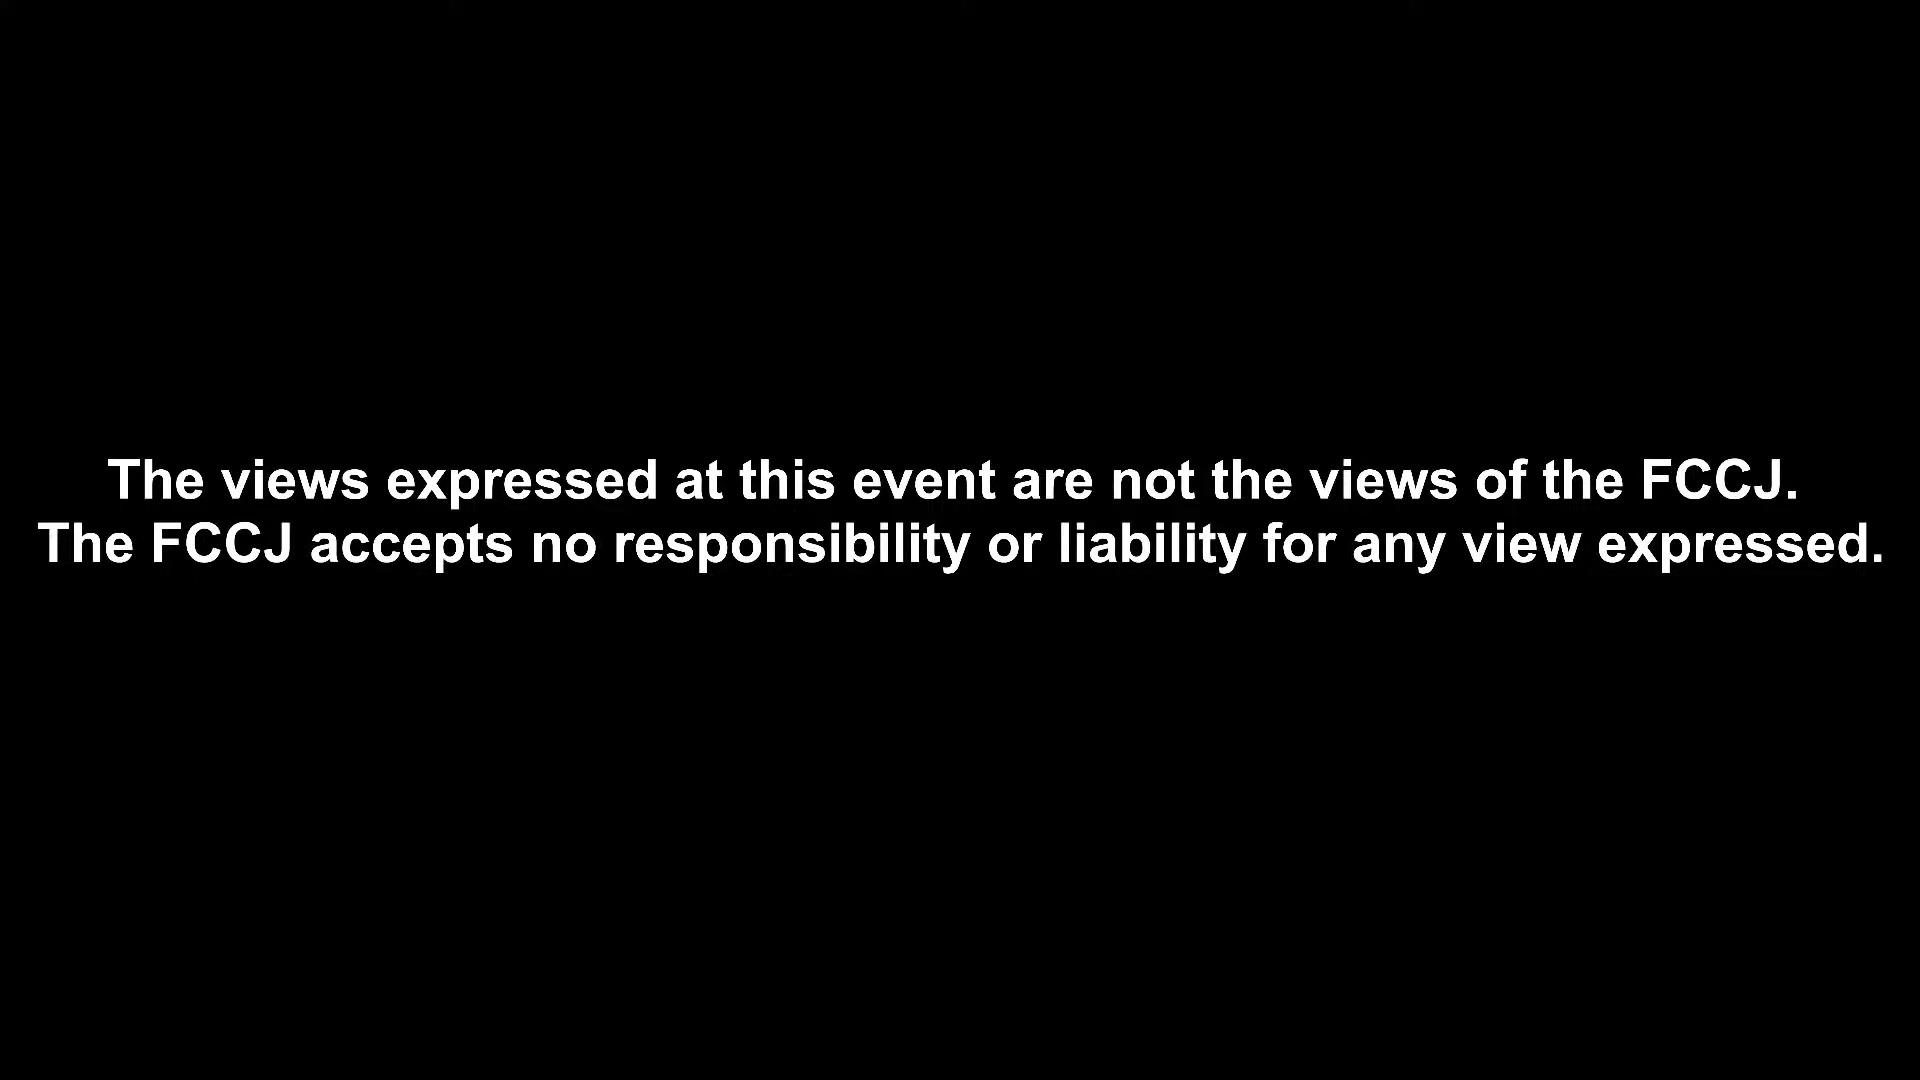 The views expressed at this event are not the views of the FCCJ.
The FCCJ accepts no responsibility or liability for any view expressed.